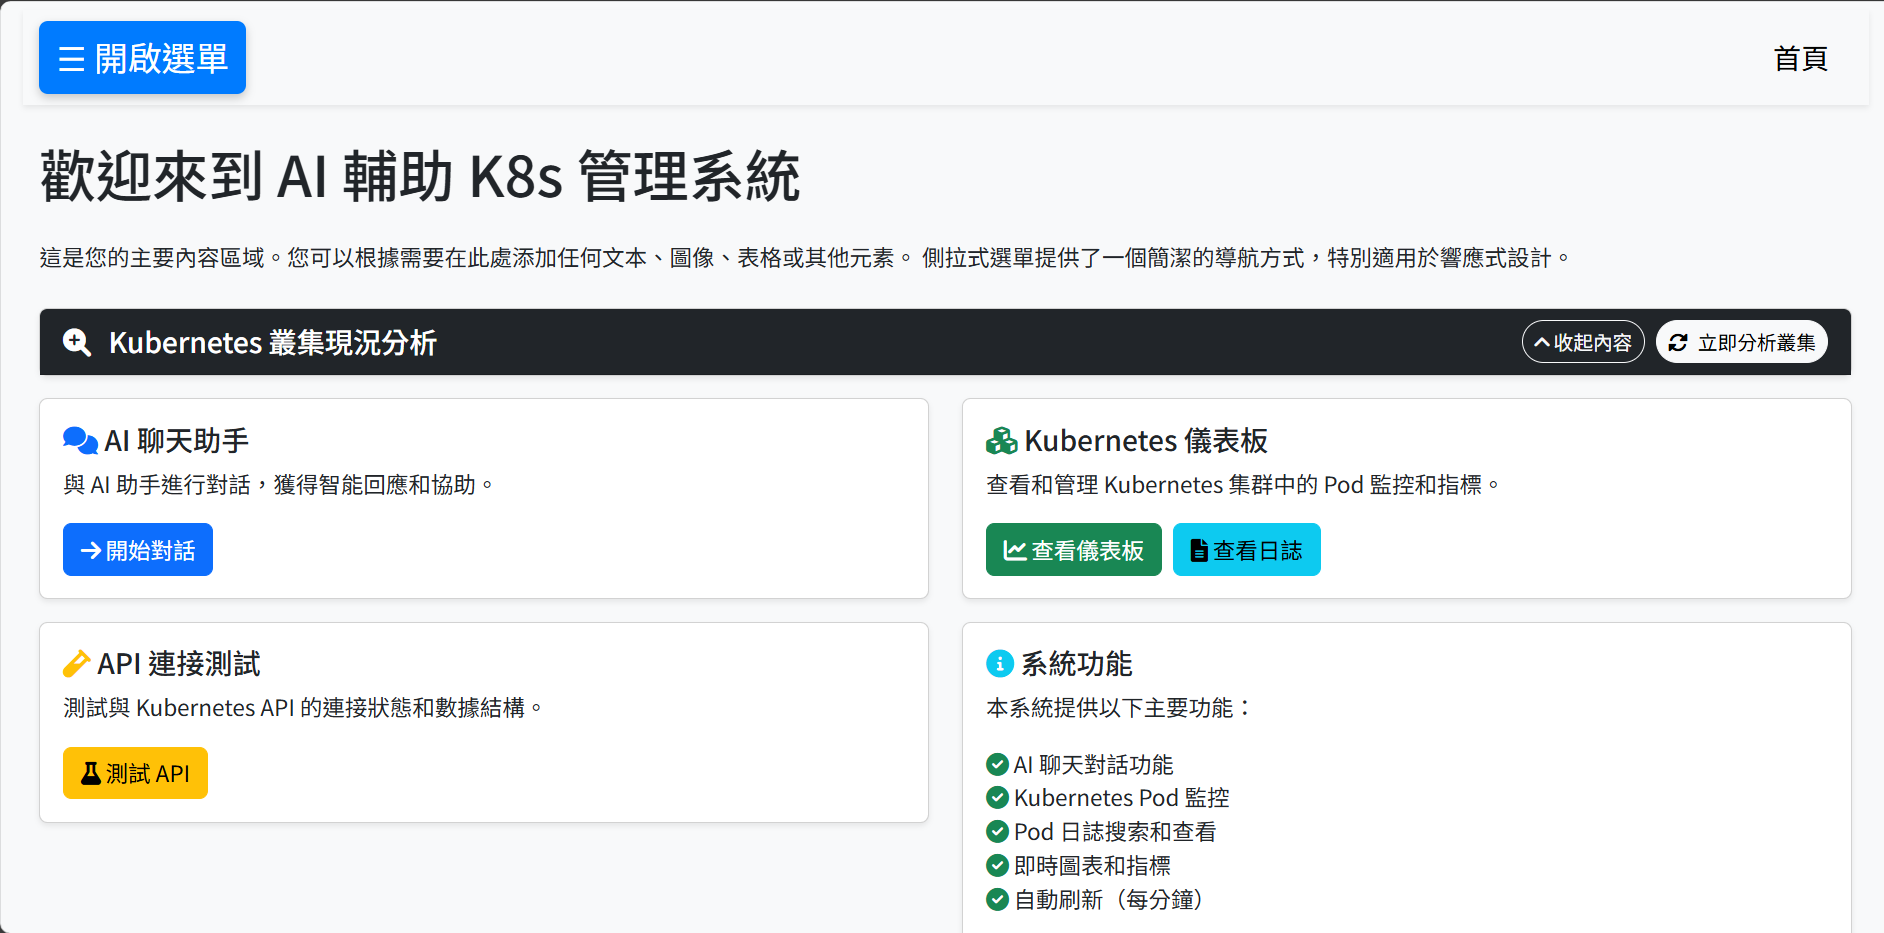 ☰ 開啟選單
首頁
歡迎來到 AI 輔助 K8s 管理系統
這是您的主要內容區域。您可以根據需要在此處添加任何文本、圖像、表格或其他元素。 側拉式選單提供了一個簡潔的導航方式，特別適用於響應式設計。
Kubernetes 叢集現況分析
收起內容
立即分析叢集
AI 聊天助手
與 AI 助手進行對話，獲得智能回應和協助。
開始對話
Kubernetes 儀表板
查看和管理 Kubernetes 集群中的 Pod 監控和指標。
查看儀表板
查看日誌
API 連接測試
測試與 Kubernetes API 的連接狀態和數據結構。
測試 API
系統功能
本系統提供以下主要功能：
AI 聊天對話功能
Kubernetes Pod 監控
Pod 日誌搜索和查看
即時圖表和指標
自動刷新（每分鐘）